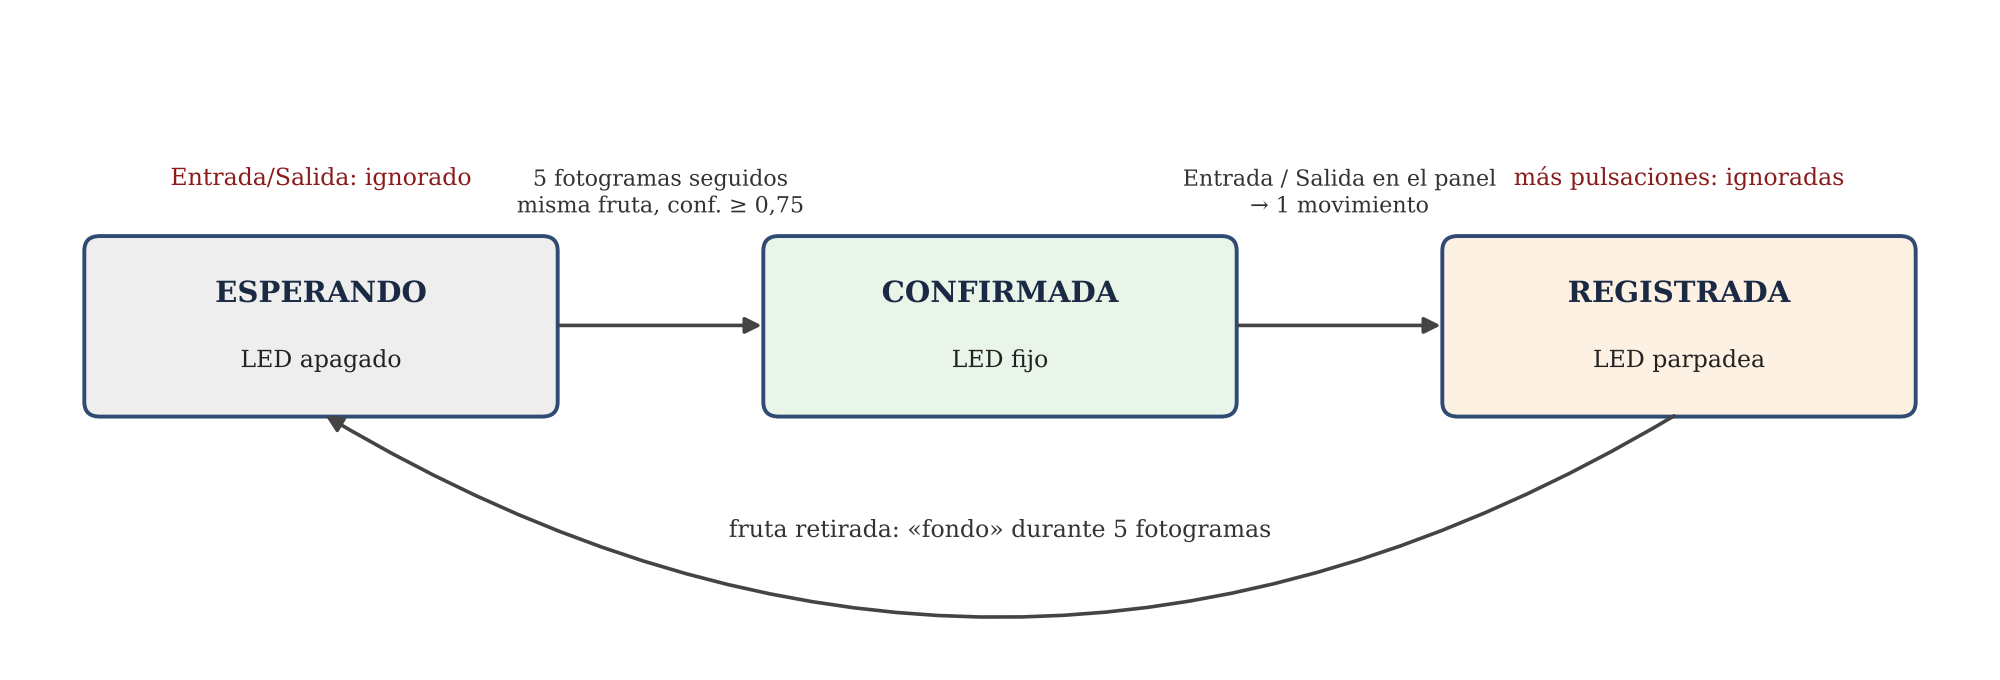 Entrada/Salida: ignorado
5 fotogramas seguidos
misma fruta, conf. ≥ 0,75
Entrada / Salida en el panel
→ 1 movimiento
más pulsaciones: ignoradas
ESPERANDO
LED apagado
CONFIRMADA
LED fijo
REGISTRADA
LED parpadea
fruta retirada: «fondo» durante 5 fotogramas